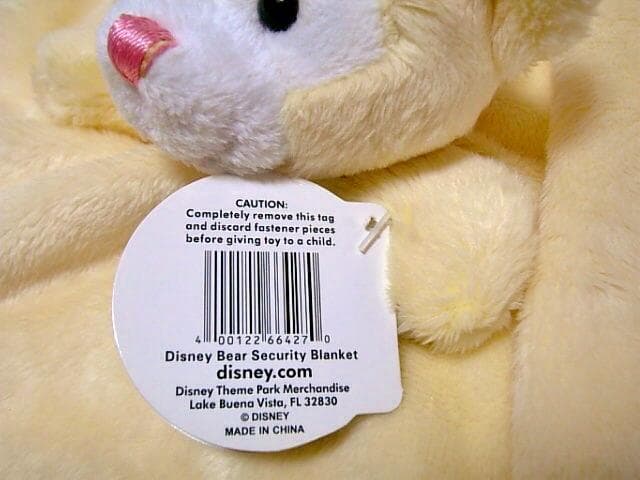 CAUTION:
Completely remove this tag
and discard fastener pieces
before giving toy to a child.
4 00122 66427 0
Disney Bear Security Blanket
disney.com
Disney Theme Park Merchandise
Lake Buena Vista, FL 32830
© DISNEY
MADE IN CHINA